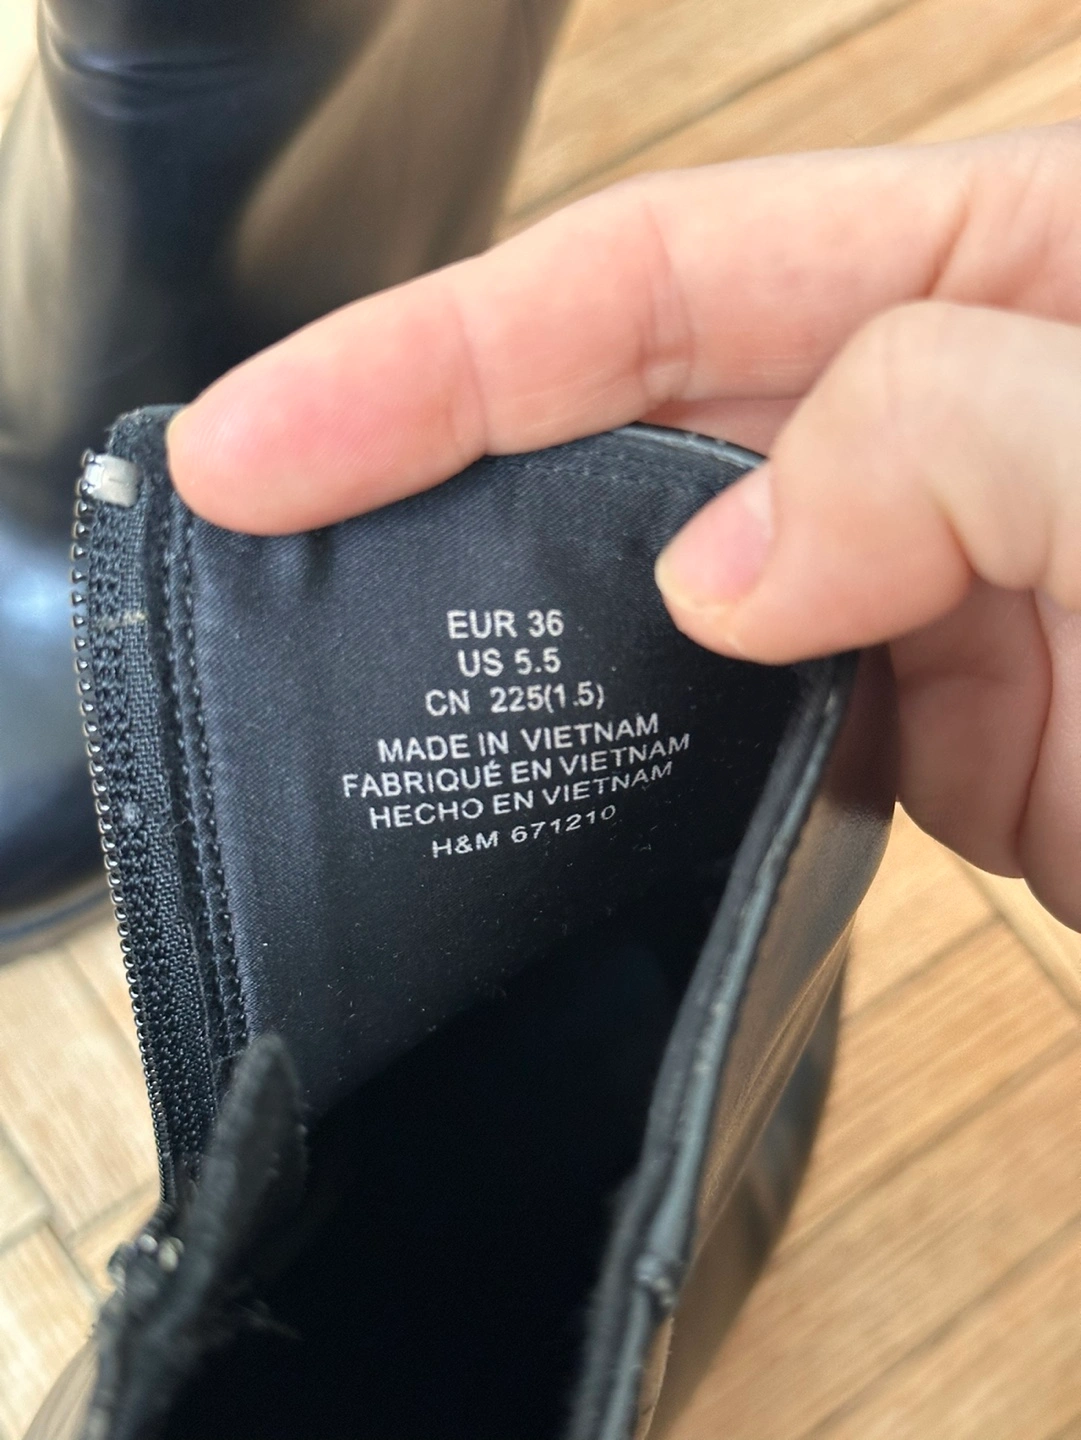 EUR 36
US 5.5
CN 225(1.5)
MADE IN VIETNAM
FABRIQUÉ EN VIETNAM
HECHO EN VIETNAM
H&M 671210